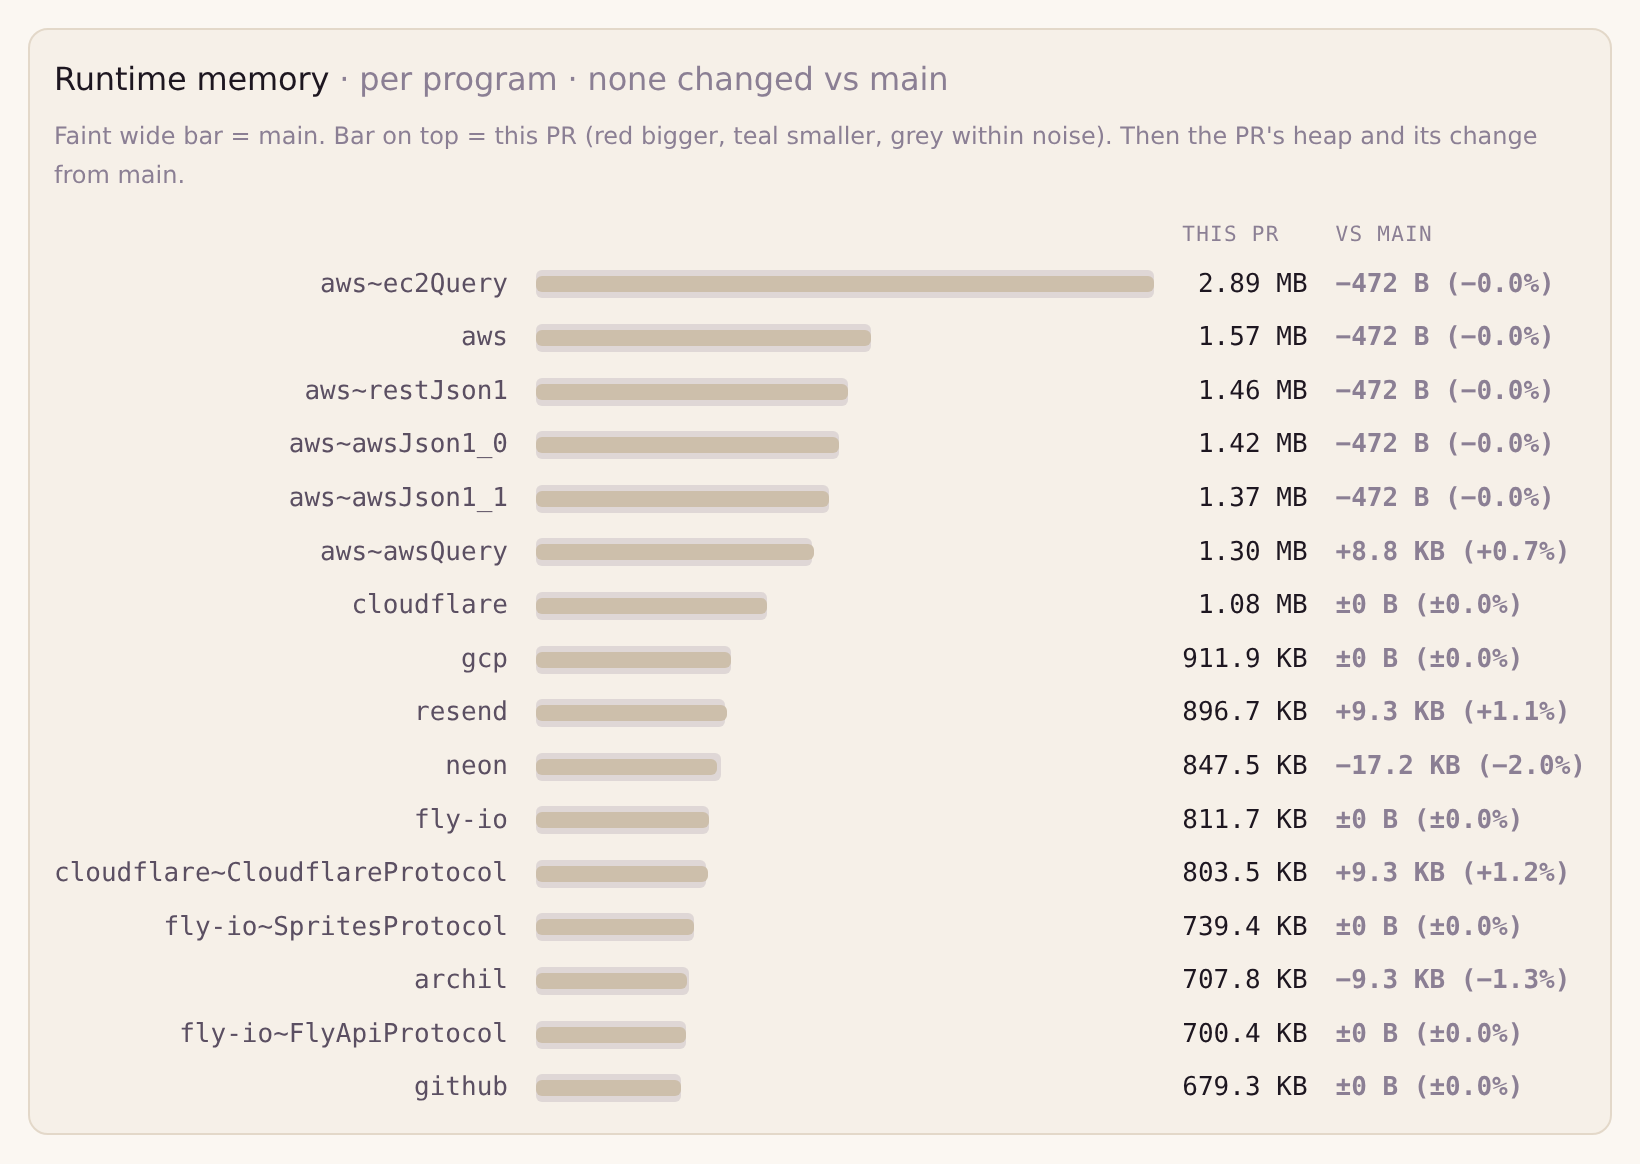 Runtime memory · per program · none changed vs main
Faint wide bar = main. Bar on top = this PR (red bigger, teal smaller, grey within noise). Then the PR's heap and its change
from main.
THIS PR VS MAIN
aws~ec2Query 2.89 MB −472 B (−0.0%)
aws 1.57 MB −472 B (−0.0%)
aws~restJson1 1.46 MB −472 B (−0.0%)
aws~awsJson1_0 1.42 MB −472 B (−0.0%)
aws~awsJson1_1 1.37 MB −472 B (−0.0%)
aws~awsQuery 1.30 MB +8.8 KB (+0.7%)
cloudflare 1.08 MB ±0 B (±0.0%)
gcp 911.9 KB ±0 B (±0.0%)
resend 896.7 KB +9.3 KB (+1.1%)
neon 847.5 KB −17.2 KB (−2.0%)
fly-io 811.7 KB ±0 B (±0.0%)
cloudflare~CloudflareProtocol 803.5 KB +9.3 KB (+1.2%)
fly-io~SpritesProtocol 739.4 KB ±0 B (±0.0%)
archil 707.8 KB −9.3 KB (−1.3%)
fly-io~FlyApiProtocol 700.4 KB ±0 B (±0.0%)
github 679.3 KB ±0 B (±0.0%)